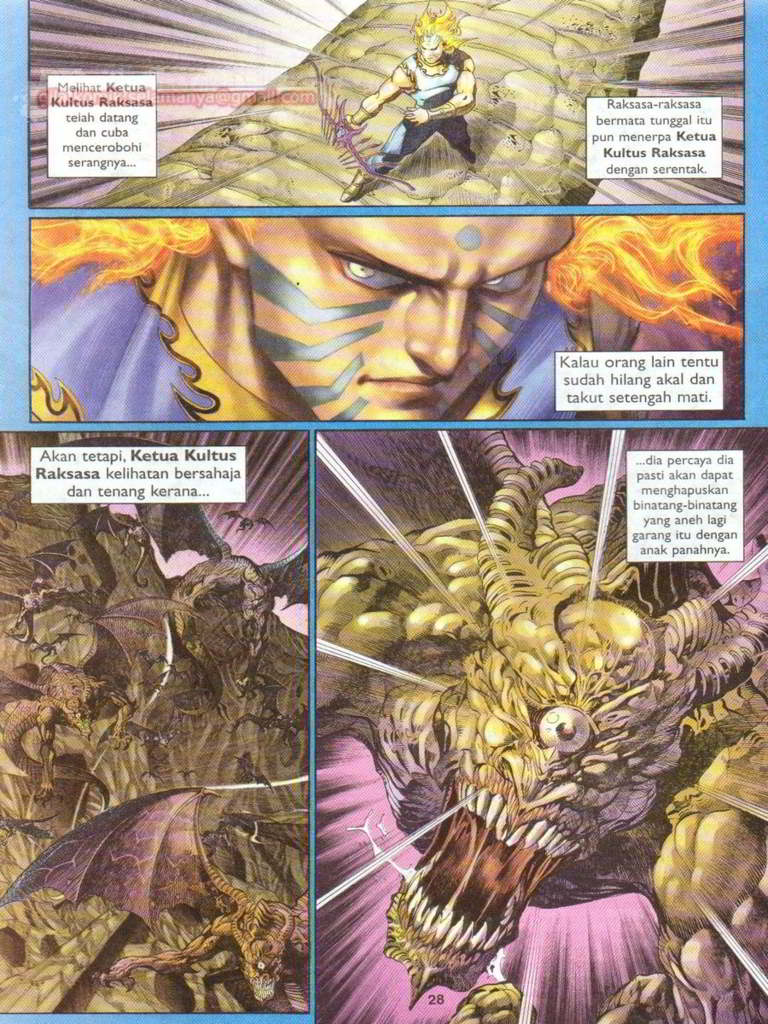 Melihat Ketua
Kultus Raksasa
telah datang
dan cuba
mencerobohi
serangnya...
Raksasa-raksasa
bermata tunggal itu
pun menerpa Ketua
Kultus Raksasa
dengan serentak.
Kalau orang lain tentu
sudah hilang akal dan
takut setengah mati.
Akan tetapi, Ketua Kultus
Raksasa kelihatan bersahaja
dan tenang kerana...
...dia percaya dia
pasti akan dapat
menghapuskan
binatang-binatang
yang aneh lagi
garang itu dengan
anak panahnya.
28